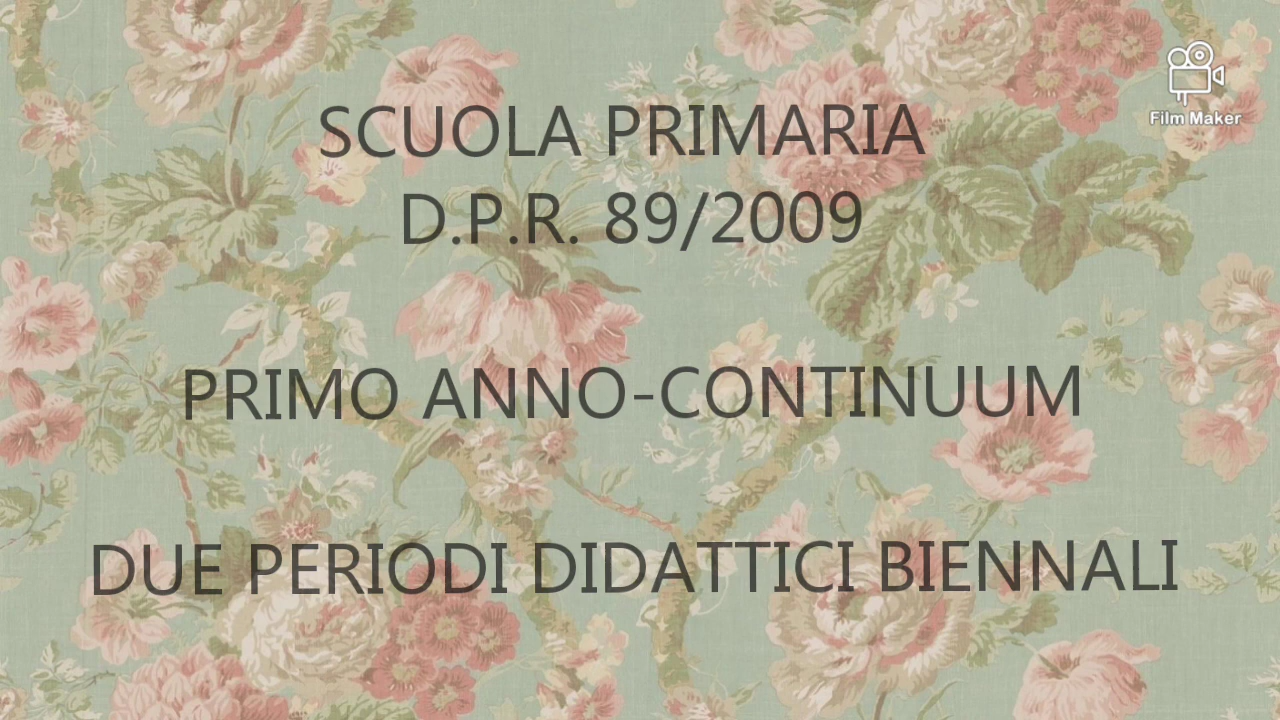 SCUOLA PRIMARIA
D.P.R. 89/2009
PRIMO ANNO-CONTINUUM
DUE PERIODI DIDATTICI BIENNALI
Film Maker